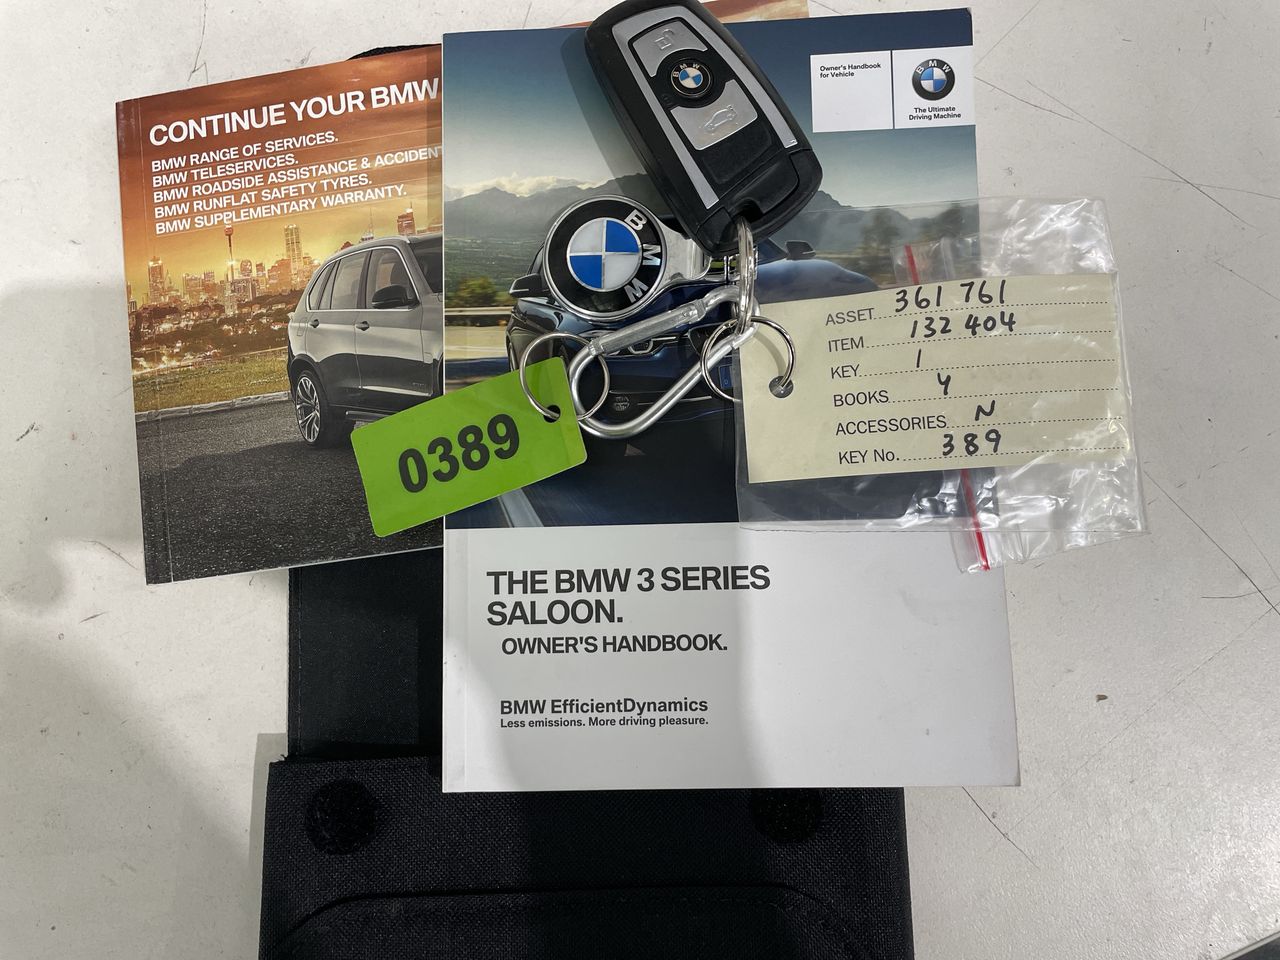 CONTINUE YOUR BMW
BMW RANGE OF SERVICES.
BMW TELESERVICES.
BMW ROADSIDE ASSISTANCE & ACCIDENT
BMW RUNFLAT SAFETY TYRES.
BMW SUPPLEMENTARY WARRANTY.
BMW
Owner's Handbook
for Vehicle
BMW
The Ultimate
Driving Machine
BMW
0389
ASSET 361 761
ITEM 132 404
KEY 1
BOOKS Y
ACCESSORIES N
KEY No. 389
THE BMW 3 SERIES
SALOON.
OWNER'S HANDBOOK.
BMW EfficientDynamics
Less emissions. More driving pleasure.